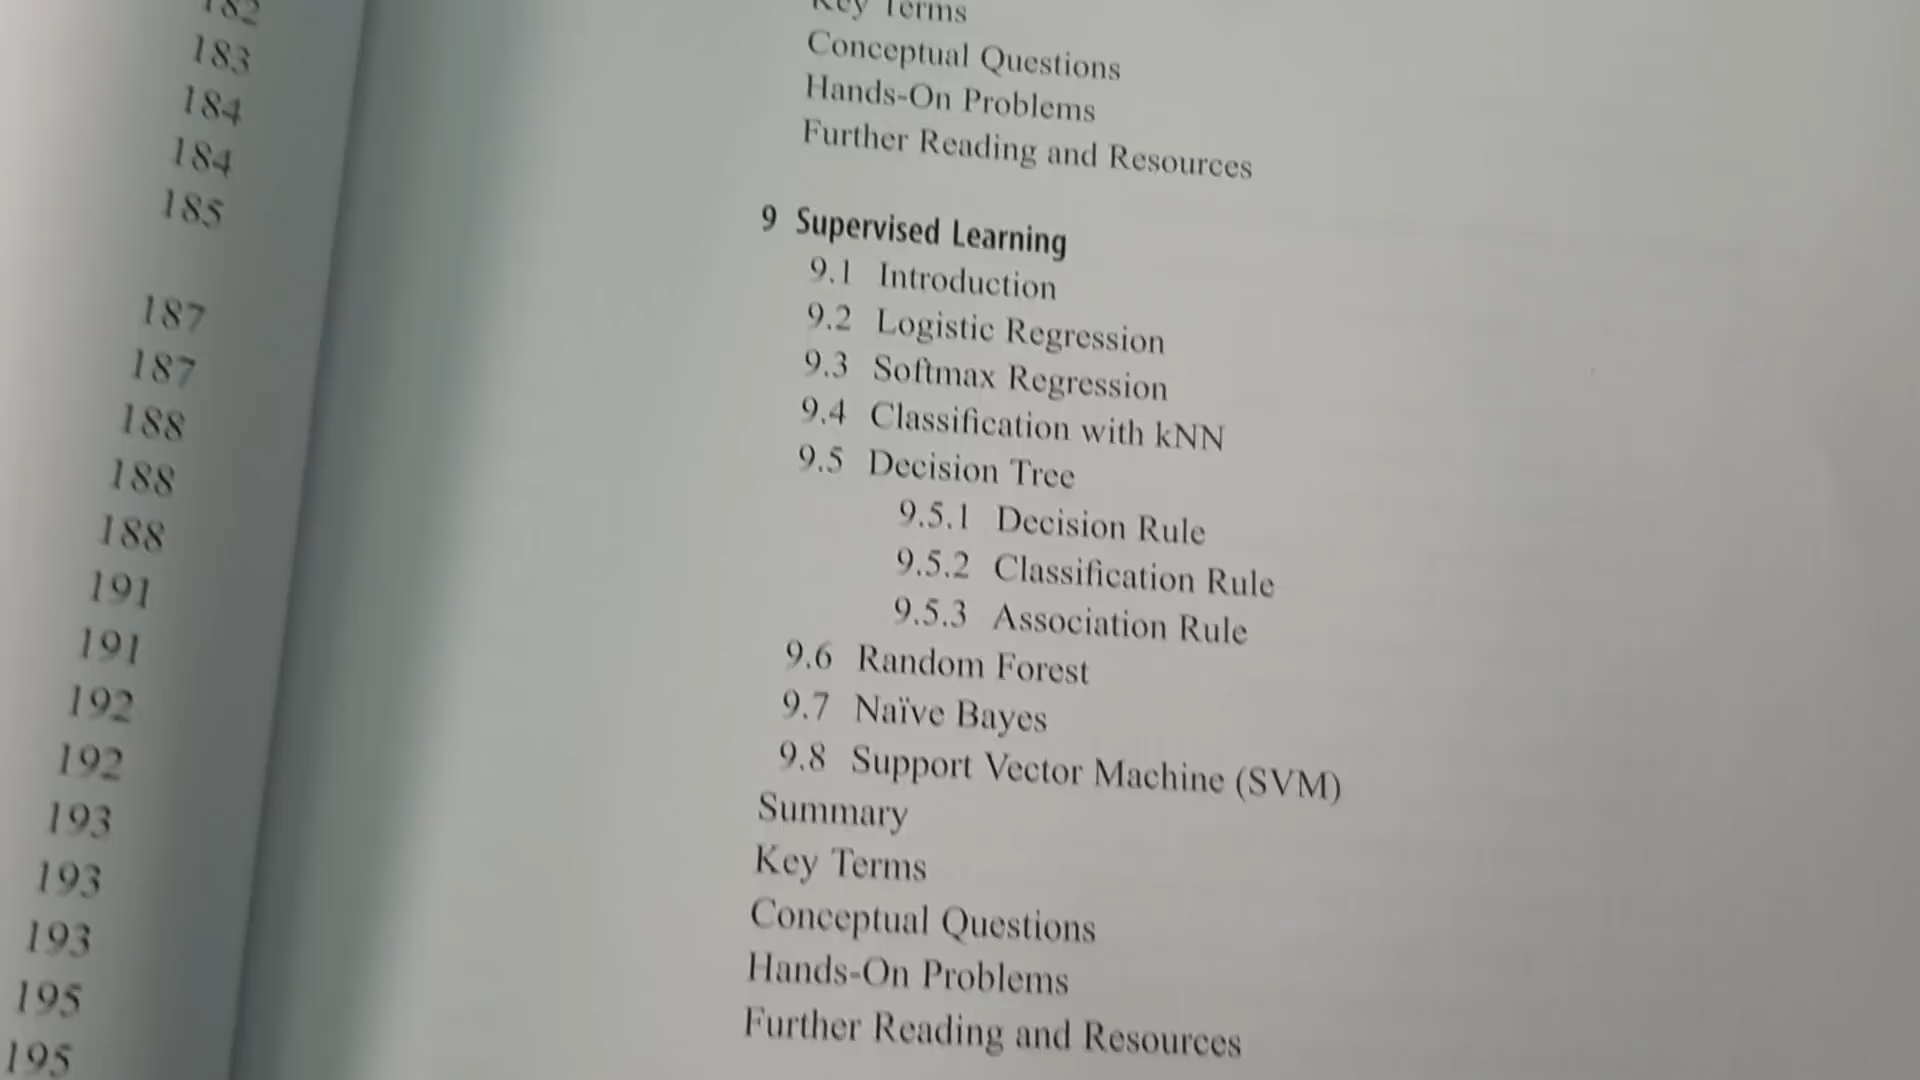 182
183
184
184
185
187
187
188
188
188
191
191
192
192
193
193
193
195
195
Key Terms
Conceptual Questions
Hands-On Problems
Further Reading and Resources
9 Supervised Learning
9.1 Introduction
9.2 Logistic Regression
9.3 Softmax Regression
9.4 Classification with kNN
9.5 Decision Tree
9.5.1 Decision Rule
9.5.2 Classification Rule
9.5.3 Association Rule
9.6 Random Forest
9.7 Naïve Bayes
9.8 Support Vector Machine (SVM)
Summary
Key Terms
Conceptual Questions
Hands-On Problems
Further Reading and Resources